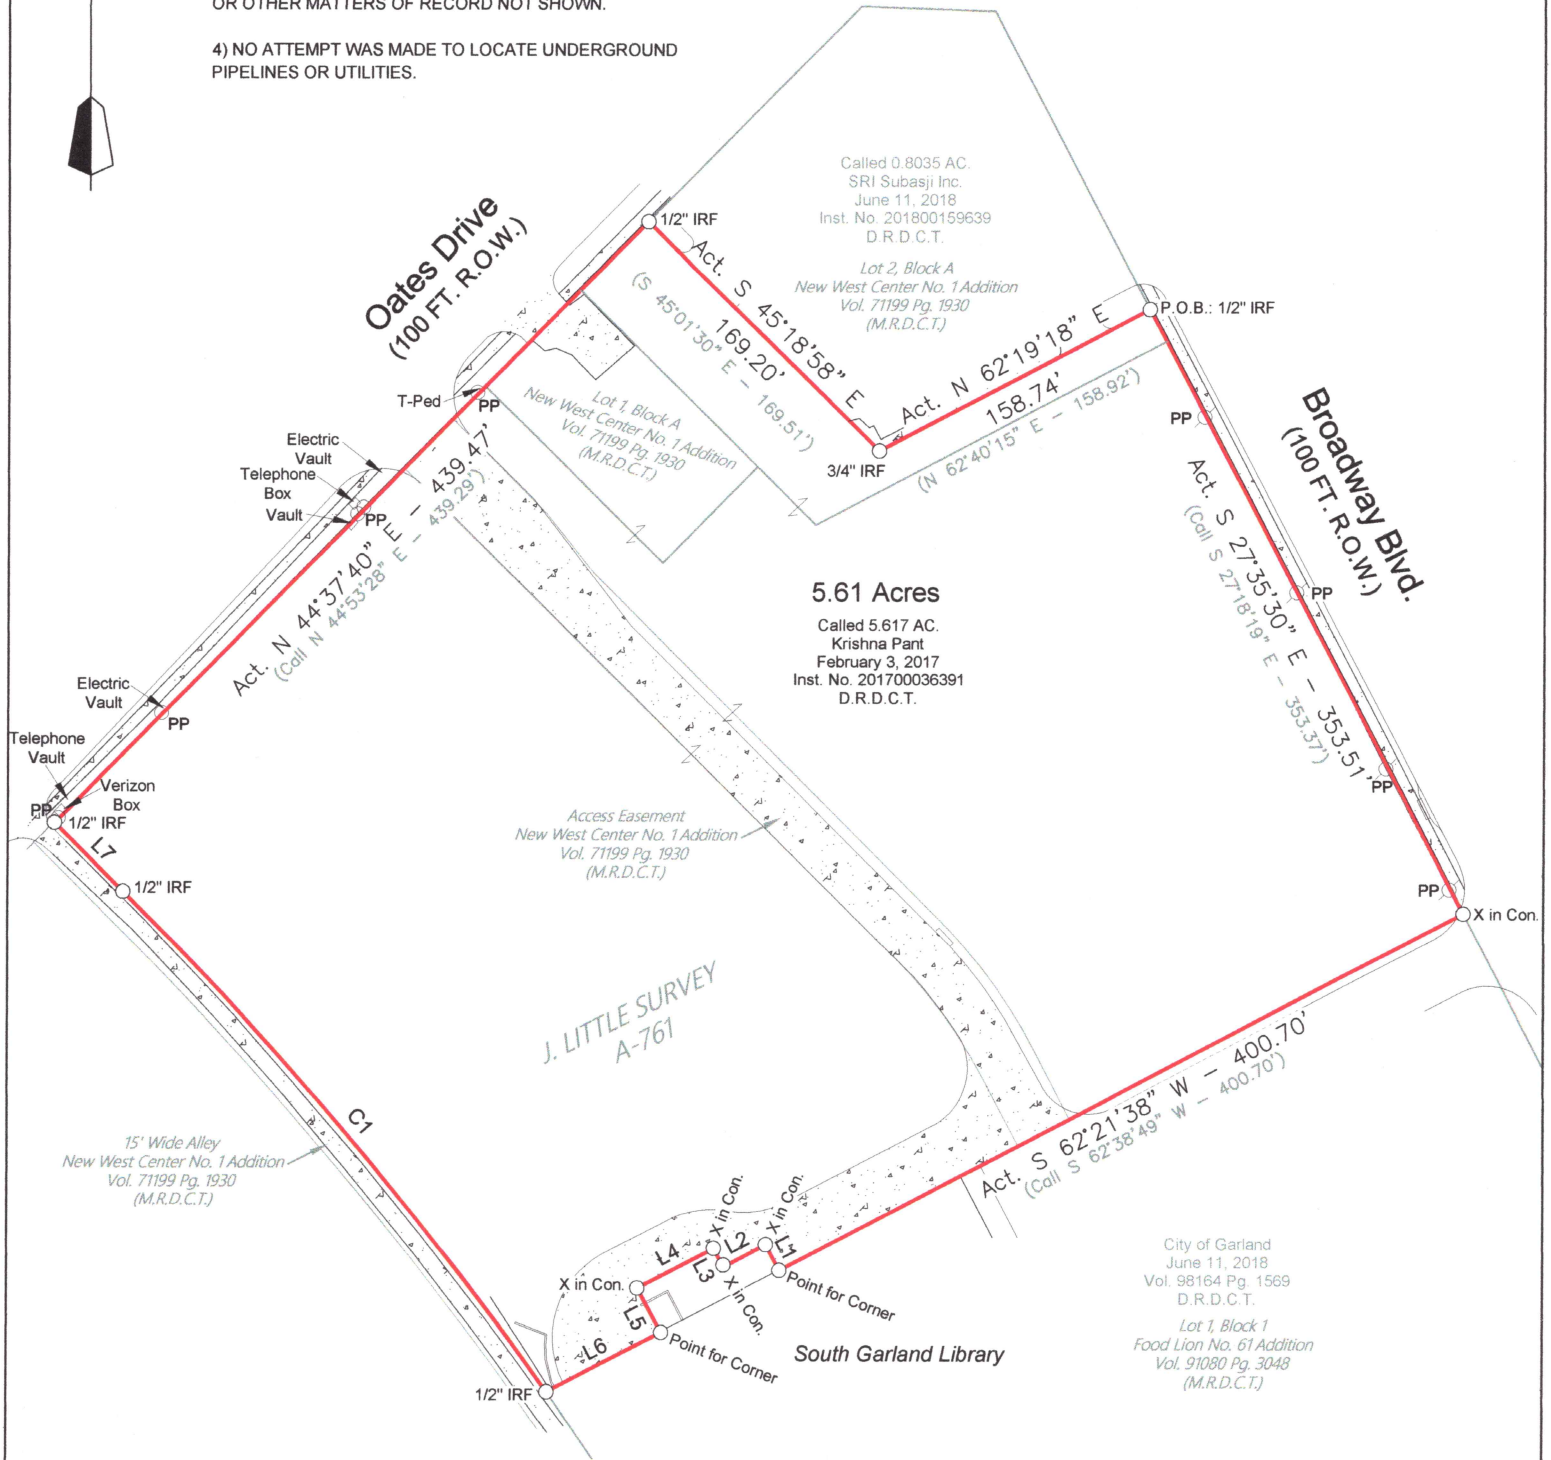 OR OTHER MATTERS OF RECORD NOT SHOWN.
4) NO ATTEMPT WAS MADE TO LOCATE UNDERGROUND
PIPELINES OR UTILITIES.
Called 0.8035 AC.
SRI Subasji Inc.
June 11, 2018
Inst. No. 201800159639
D.R.D.C.T.
Lot 2, Block A
New West Center No. 1 Addition
Vol. 71199 Pg. 1930
(M.R.D.C.T.)
Oates Drive
(100 FT. R.O.W.)
1/2" IRF
Act. S 45°18'58" E
169.20'
(S 45°01'30" E – 169.51')
P.O.B.: 1/2" IRF
Act. N 62°19'18" E
158.74'
(N 62°40'15" E – 158.92')
3/4" IRF
Broadway Blvd.
(100 FT. R.O.W.)
PP
Act. S 27°35'30" E – 353.51'
(Call S 27°18'19" E – 353.37')
PP
PP
PP
X in Con.
T-Ped
PP
Lot 1, Block A
New West Center No. 1 Addition
Vol. 71199 Pg. 1930
(M.R.D.C.T.)
Electric
Vault
Telephone
Box
Vault
PP
Act. N 44°37'40" E – 439.47'
(Call N 44°53'28" E – 439.29')
5.61 Acres
Called 5.617 AC.
Krishna Pant
February 3, 2017
Inst. No. 201700036391
D.R.D.C.T.
Electric
Vault
PP
Telephone
Vault
Verizon
Box
PP
1/2" IRF
L7
1/2" IRF
Access Easement
New West Center No. 1 Addition
Vol. 71199 Pg. 1930
(M.R.D.C.T.)
J. LITTLE SURVEY
A-761
C1
15' Wide Alley
New West Center No. 1 Addition
Vol. 71199 Pg. 1930
(M.R.D.C.T.)
Act. S 62°21'38" W – 400.70'
(Call S 62°38'49" W – 400.70')
X in Con.
X in Con.
L4
L2
L1
L3
X in Con.
X in Con.
L5
Point for Corner
L6
Point for Corner
1/2" IRF
South Garland Library
City of Garland
June 11, 2018
Vol. 98164 Pg. 1569
D.R.D.C.T.
Lot 1, Block 1
Food Lion No. 61 Addition
Vol. 91080 Pg. 3048
(M.R.D.C.T.)